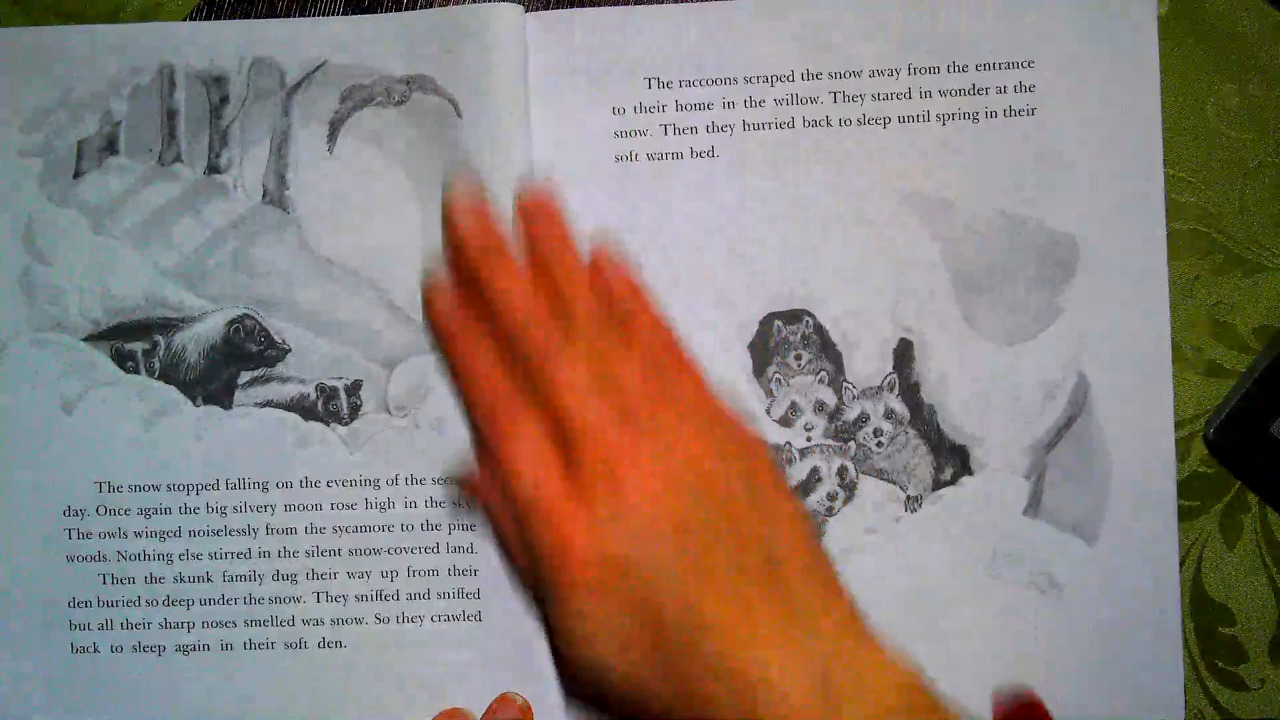 The snow stopped falling on the evening of the
day. Once again the big silvery moon rose high in the
The owls winged noiselessly from the sycamore to the pine
woods. Nothing else stirred in the silent snow-covered land.
Then the skunk family dug their way up from their
den buried so deep under the snow. They sniffed and sniffed
but all their sharp noses smelled was snow. So they crawled
back to sleep again in their soft den.
The raccoons scraped the snow away from the entrance
to their home in the willow. They stared in wonder at the
snow. Then they hurried back to sleep until spring in their
soft warm bed.